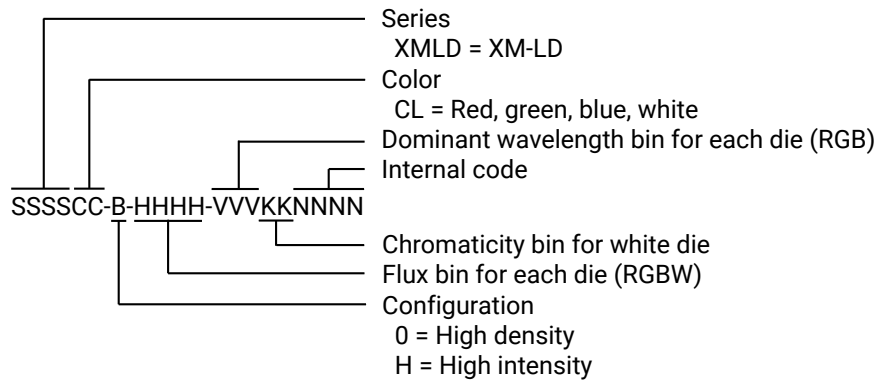 Series
XMLD = XM-LD
Color
CL = Red, green, blue, white
Dominant wavelength bin for each die (RGB)
Internal code
SSSSCC-B-HHHH-VVVKKNNNN
Chromaticity bin for white die
Flux bin for each die (RGBW)
Configuration
0 = High density
H = High intensity